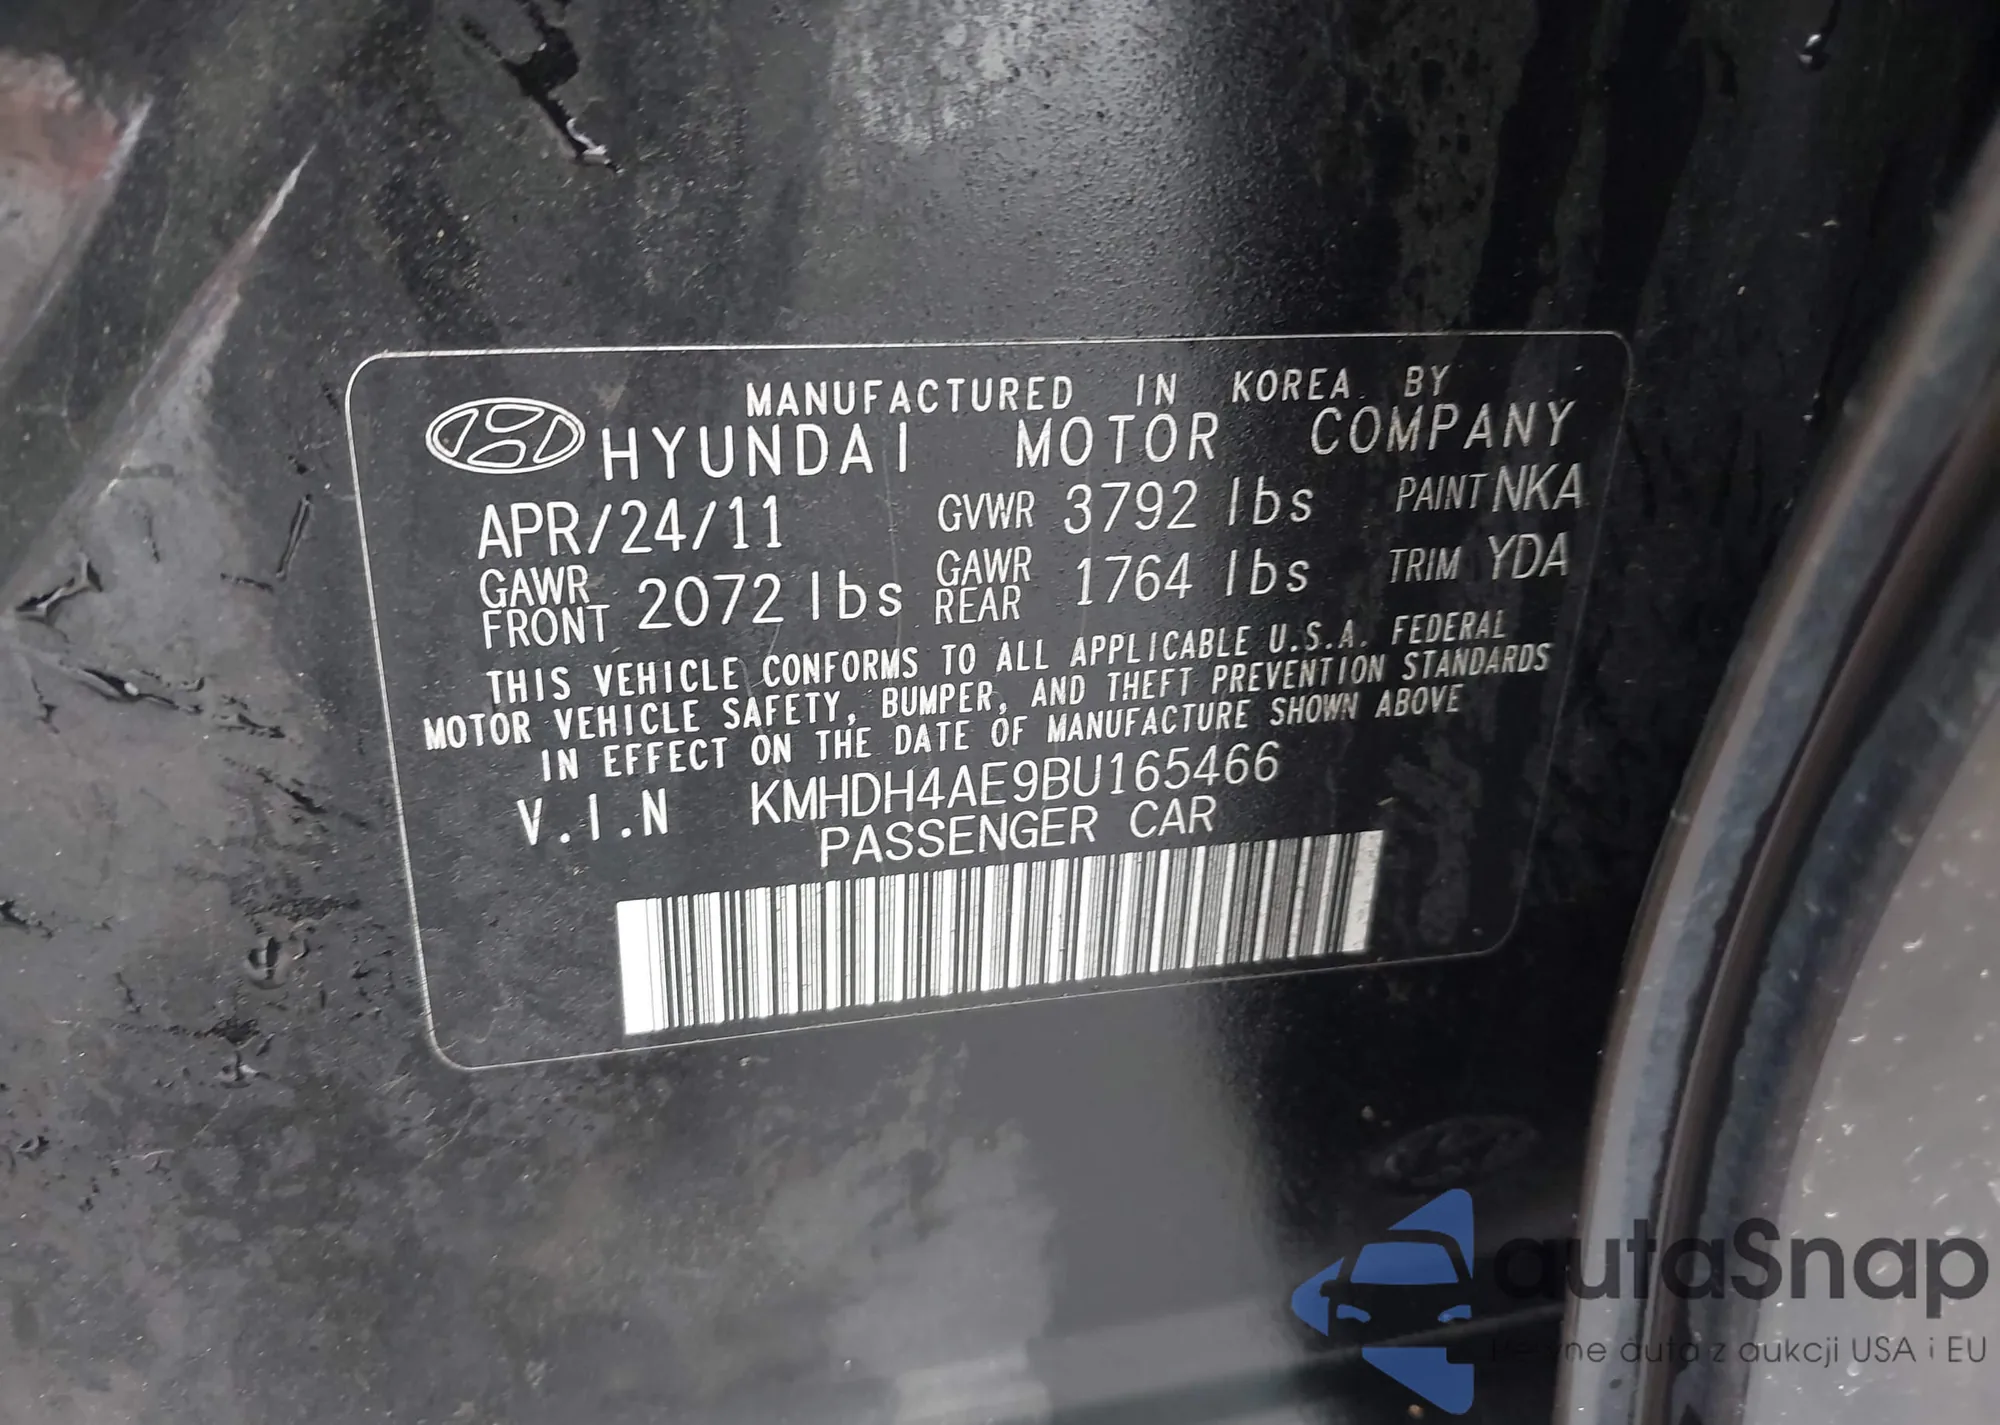 MANUFACTURED IN KOREA BY
HYUNDAI MOTOR COMPANY
APR/24/11 GVWR 3792 lbs PAINT NKA
GAWR FRONT 2072 lbs GAWR REAR 1764 lbs TRIM YDA
THIS VEHICLE CONFORMS TO ALL APPLICABLE U.S.A. FEDERAL
MOTOR VEHICLE SAFETY, BUMPER, AND THEFT PREVENTION STANDARDS
IN EFFECT ON THE DATE OF MANUFACTURE SHOWN ABOVE
V.I.N KMHDH4AE9BU165466
PASSENGER CAR
autaSnap
auta z aukcji USA i EU